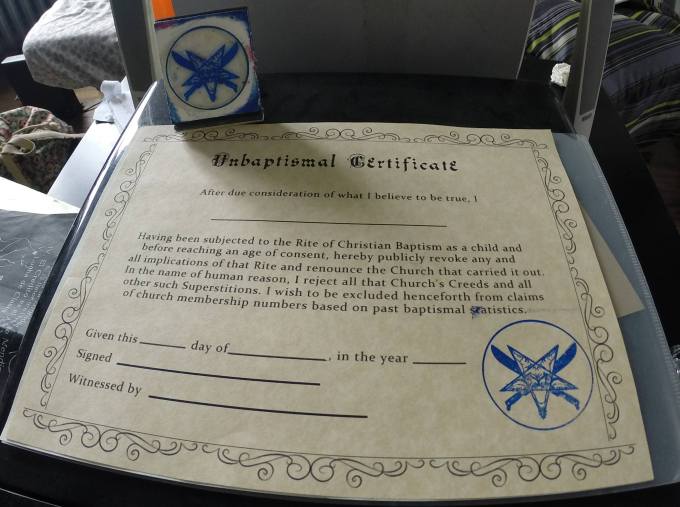 Unbaptismal Certificate
After due consideration of what I believe to be true, I
Having been subjected to the Rite of Christian Baptism as a child and
before reaching an age of consent, hereby publicly revoke any and
all implications of that Rite and renounce the Church that carried it out.
In the name of human reason, I reject all that Church's Creeds and all
other such Superstitions. I wish to be excluded henceforth from claims
of church membership numbers based on past baptismal statistics.
Given this day of , in the year
Signed
Witnessed by